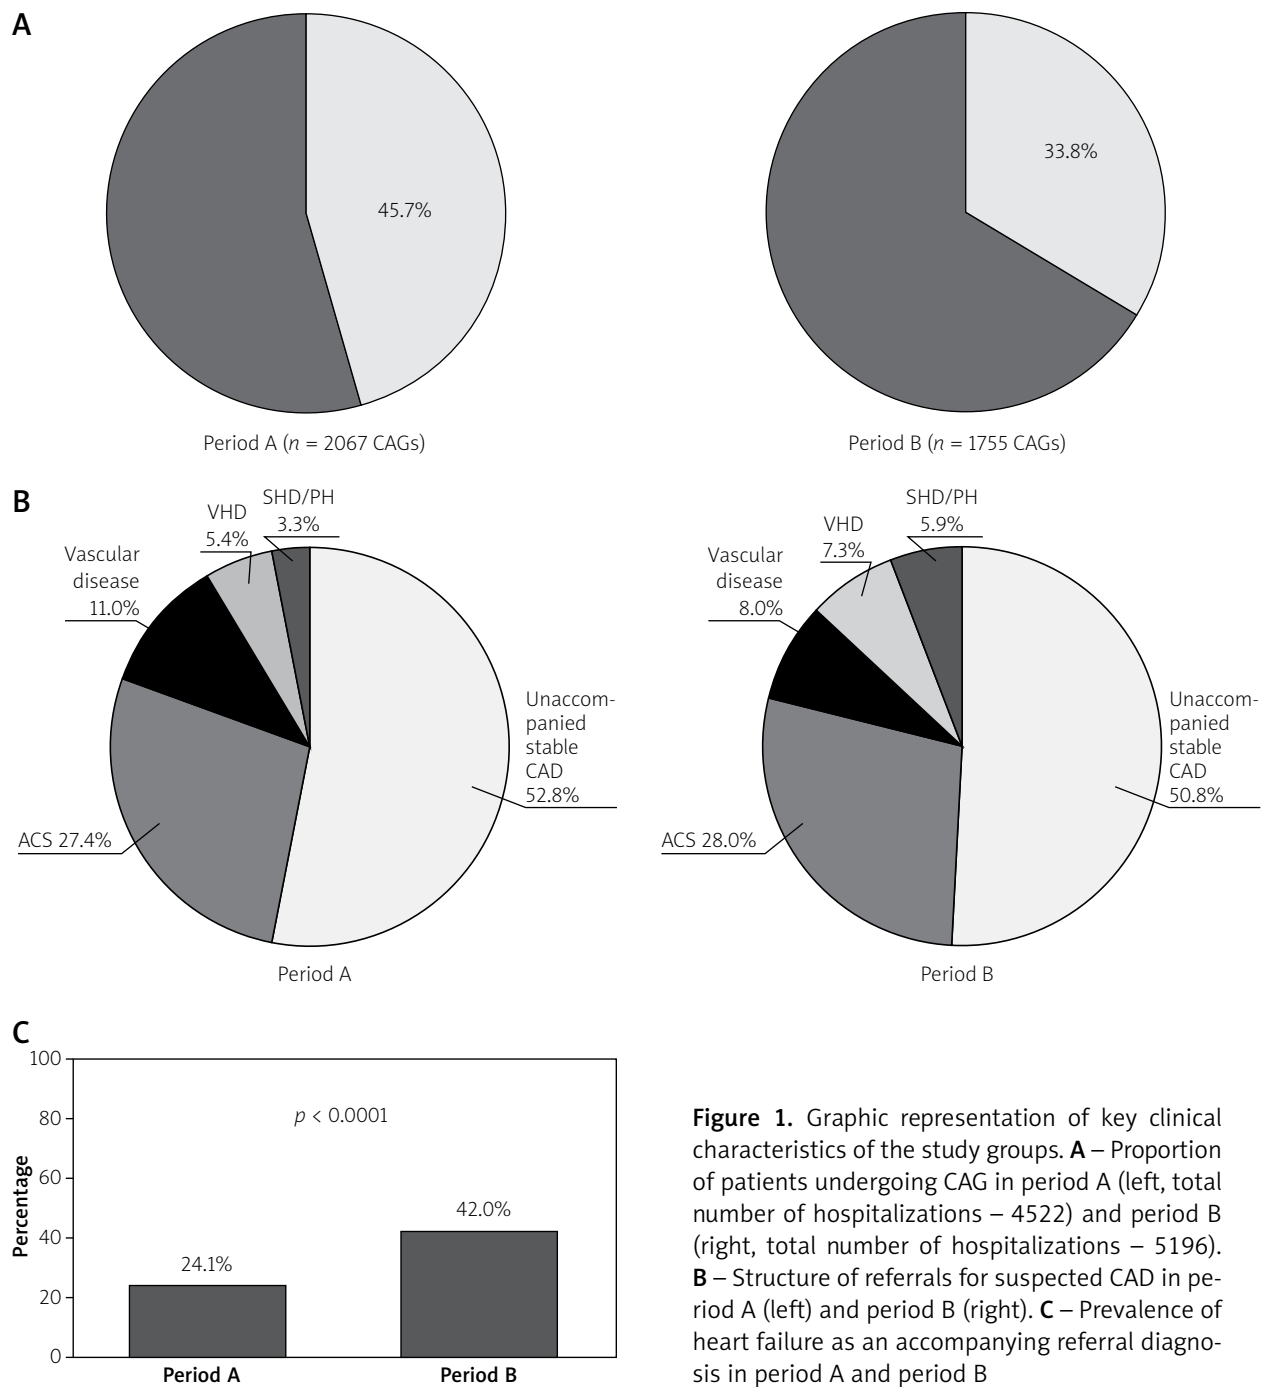 A
45.7%
33.8%
Period A (n = 2067 CAGs)
Period B (n = 1755 CAGs)
B
SHD/PH
3.3%
VHD
5.4%
Vascular
disease
11.0%
Unaccom-
panied
stable
CAD
52.8%
ACS 27.4%
Period A
SHD/PH
5.9%
VHD
7.3%
Vascular
disease
8.0%
Unaccom-
panied
stable
CAD
50.8%
ACS 28.0%
Period B
C
Percentage
100
80
60
40
20
0
p < 0.0001
24.1%
42.0%
Period A
Period B
Figure 1. Graphic representation of key clinical
characteristics of the study groups. A – Proportion
of patients undergoing CAG in period A (left, total
number of hospitalizations – 4522) and period B
(right, total number of hospitalizations – 5196).
B – Structure of referrals for suspected CAD in pe-
riod A (left) and period B (right). C – Prevalence of
heart failure as an accompanying referral diagno-
sis in period A and period B